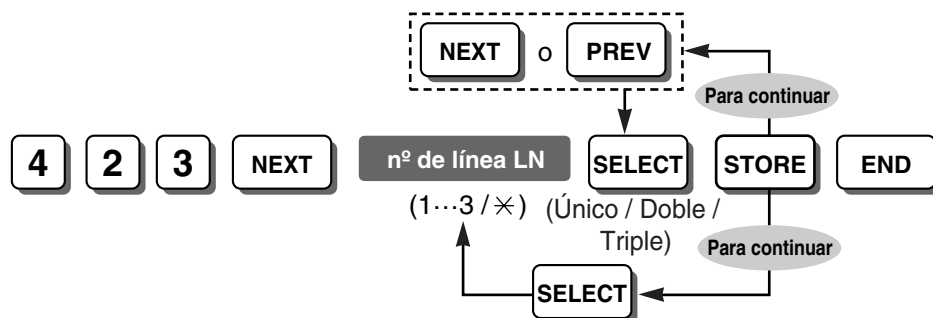 NEXT o PREV
Para continuar
4 2 3 NEXT nº de línea LN SELECT STORE END
(1…3 / ✳) (Único / Doble / Triple)
Para continuar
SELECT